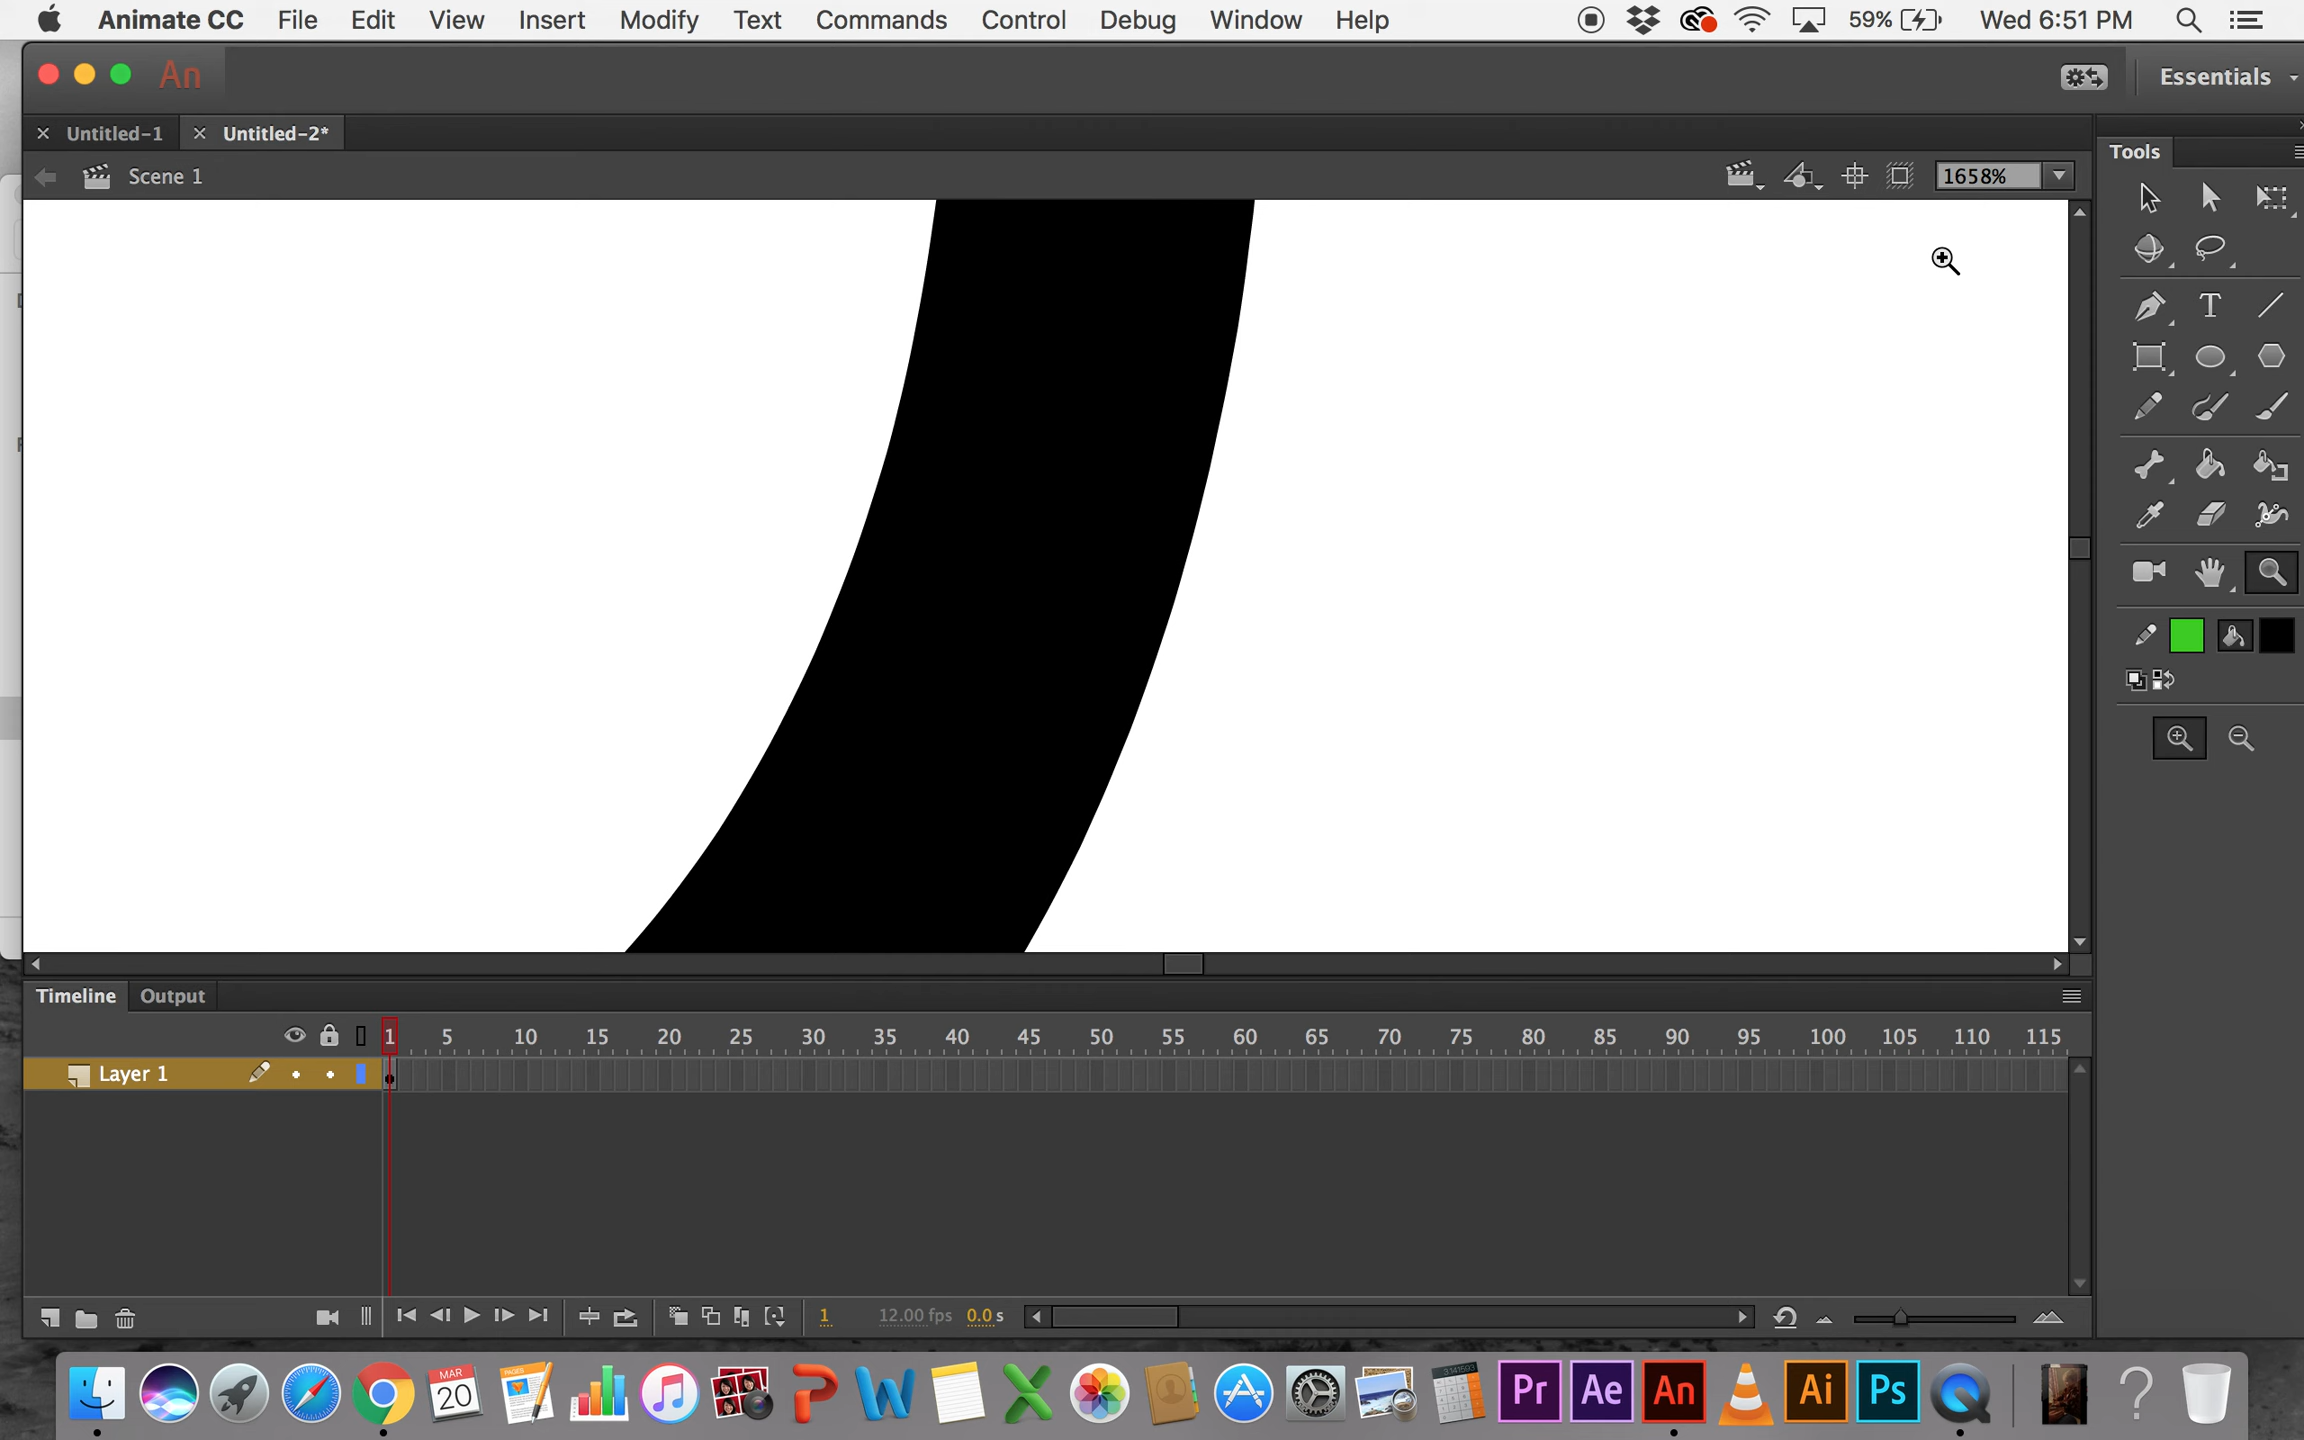 Animate CC File Edit View Insert Modify Text Commands Control Debug Window Help 59% Wed 6:51 PM
An Essentials
Untitled-1 Untitled-2*
Tools
Scene 1 1658%
T
Timeline Output
1 5 10 15 20 25 30 35 40 45 50 55 60 65 70 75 80 85 90 95 100 105 110 115
Layer 1
1 12.00 fps 0.0 s
MAR
20
PAGES
3.141593
Pr Ae An Ai Ps